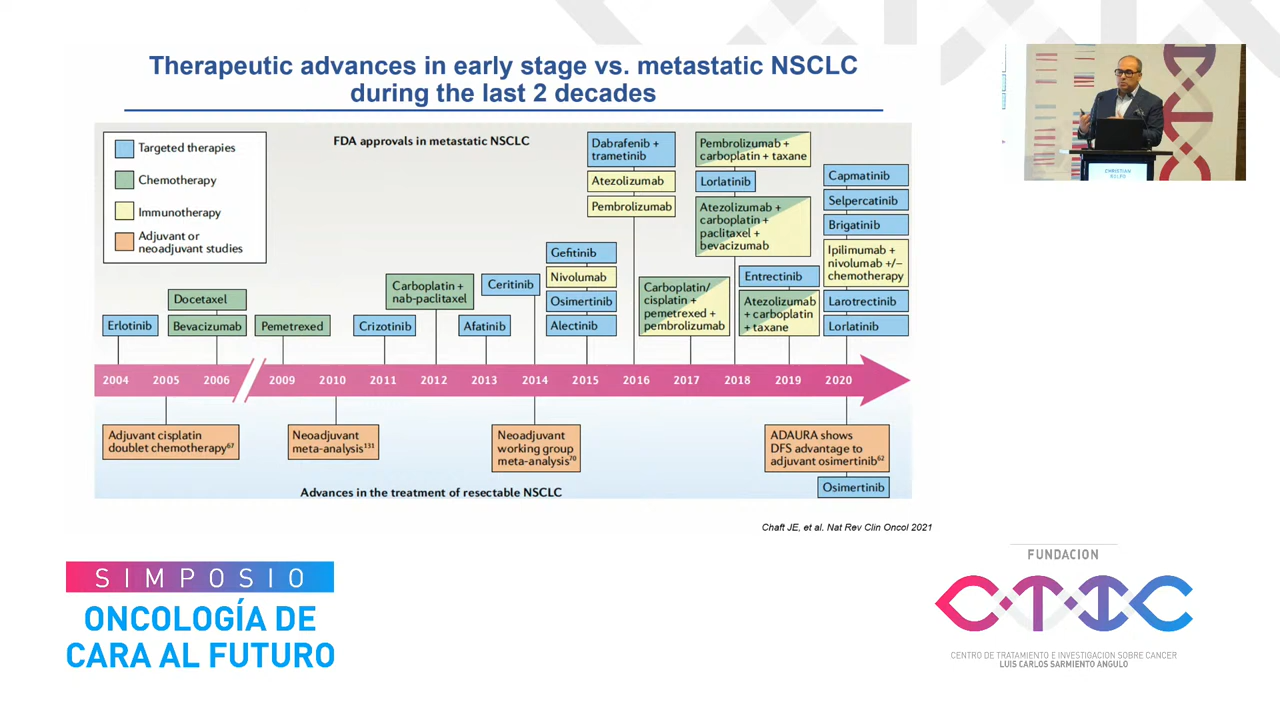 Therapeutic advances in early stage vs. metastatic NSCLC
during the last 2 decades
Targeted therapies
Chemotherapy
Immunotherapy
Adjuvant or
neoadjuvant studies
FDA approvals in metastatic NSCLC
Erlotinib
Docetaxel
Bevacizumab
Pemetrexed
Crizotinib
Carboplatin +
nab-paclitaxel
Afatinib
Ceritinib
Gefitinib
Nivolumab
Osimertinib
Alectinib
Dabrafenib +
trametinib
Atezolizumab
Pembrolizumab
Carboplatin/
cisplatin +
pemetrexed +
pembrolizumab
Pembrolizumab +
carboplatin + taxane
Lorlatinib
Atezolizumab +
carboplatin +
paclitaxel +
bevacizumab
Entrectinib
Atezolizumab
+ carboplatin
+ taxane
Capmatinib
Selpercatinib
Brigatinib
Ipilimumab +
nivolumab +/−
chemotherapy
Larotrectinib
Lorlatinib
2004 2005 2006 2009 2010 2011 2012 2013 2014 2015 2016 2017 2018 2019 2020
Adjuvant cisplatin
doublet chemotherapy67
Neoadjuvant
meta-analysis131
Neoadjuvant
working group
meta-analysis70
ADAURA shows
DFS advantage to
adjuvant osimertinib62
Osimertinib
Advances in the treatment of resectable NSCLC
Chaft JE, et al. Nat Rev Clin Oncol 2021
CHRISTIAN
ROLFO
SIMPOSIO
ONCOLOGÍA DE
CARA AL FUTURO
FUNDACION
CTIC
CENTRO DE TRATAMIENTO E INVESTIGACION SOBRE CANCER
LUIS CARLOS SARMIENTO ANGULO